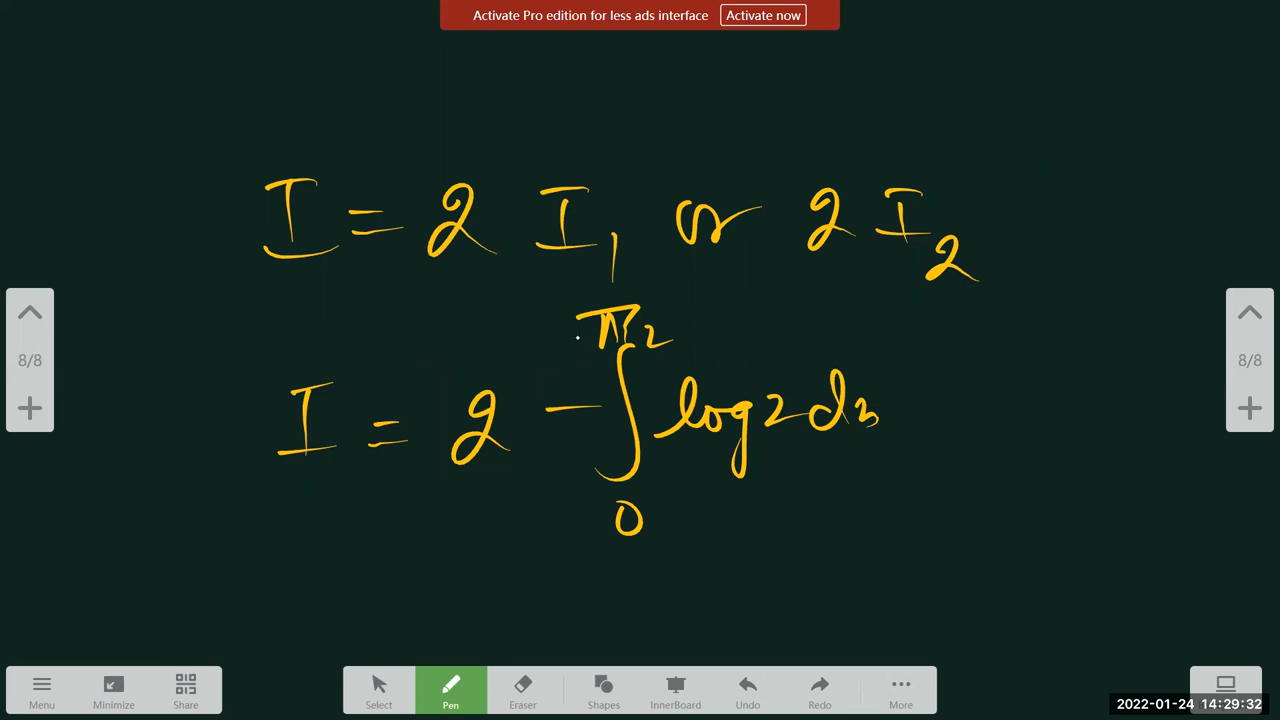 Activate Pro edition for less ads interface Activate now
I = 2 I₁ or 2 I₂
π/2
I = 2 - ∫ log 2 dx
0
8/8
8/8
Menu Minimize Share Select Pen Eraser Shapes InnerBoard Undo Redo More
2022-01-24 14:29:32